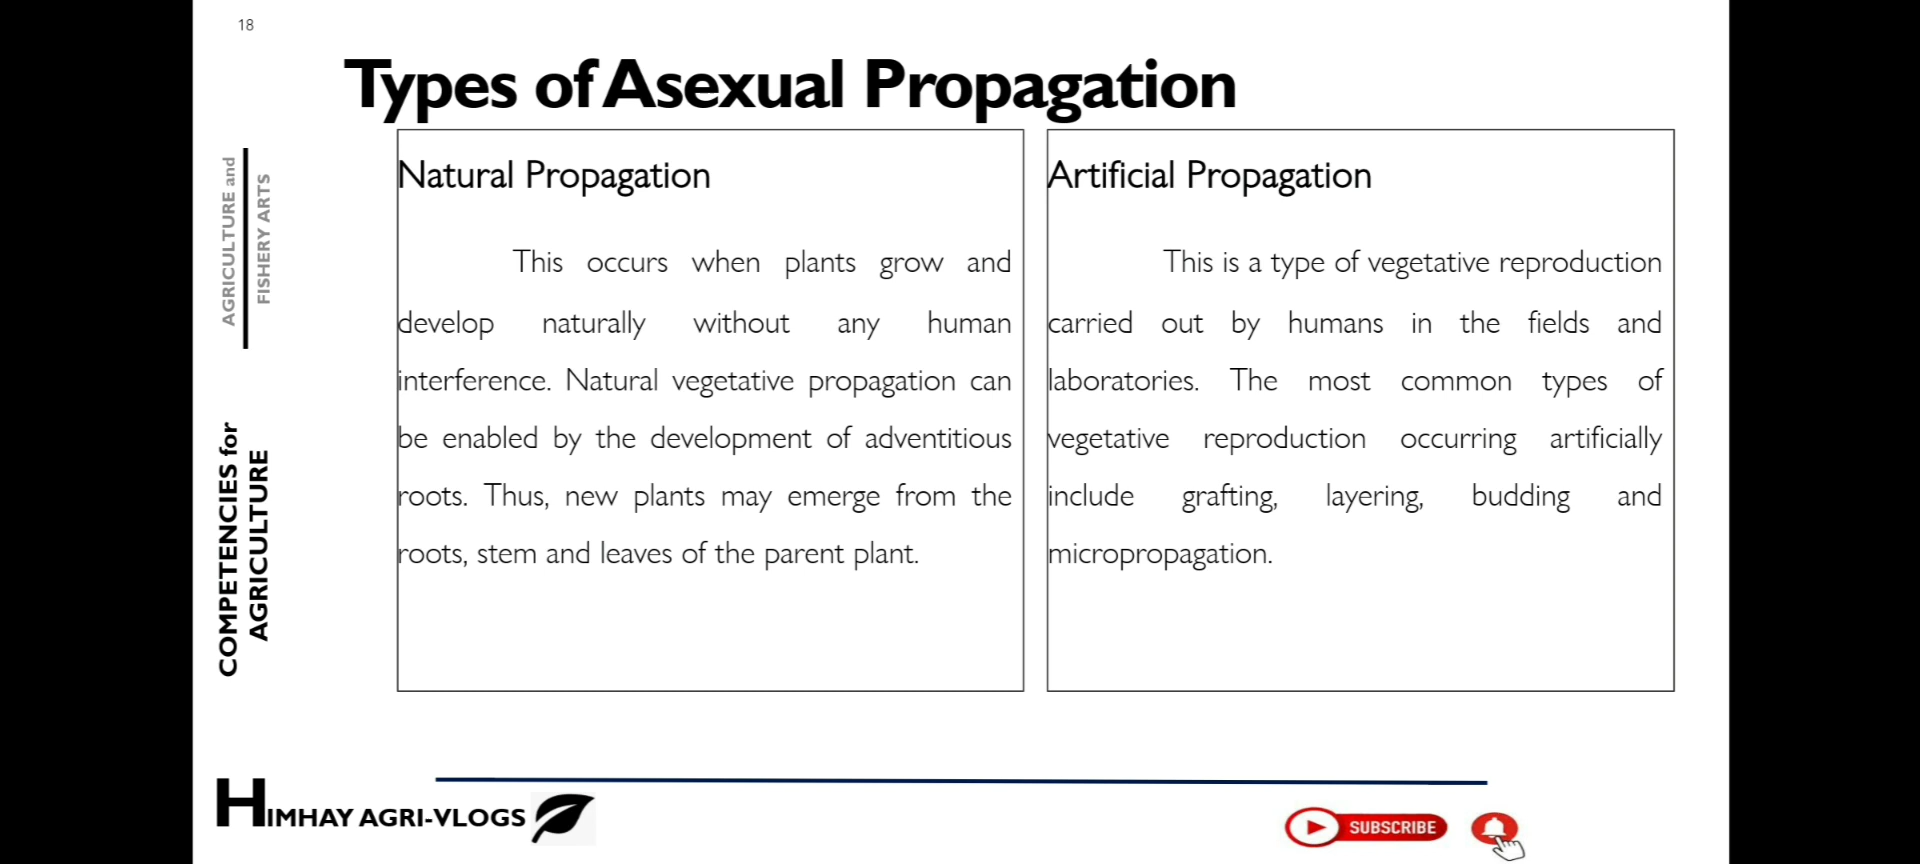 18
Types of Asexual Propagation
AGRICULTURE and
FISHERY ARTS
COMPETENCIES for
AGRICULTURE
Natural Propagation
This occurs when plants grow and
develop naturally without any human
interference. Natural vegetative propagation can
be enabled by the development of adventitious
roots. Thus, new plants may emerge from the
roots, stem and leaves of the parent plant.
Artificial Propagation
This is a type of vegetative reproduction
carried out by humans in the fields and
laboratories. The most common types of
vegetative reproduction occurring artificially
include grafting, layering, budding and
micropropagation.
HIMHAY AGRI-VLOGS
SUBSCRIBE